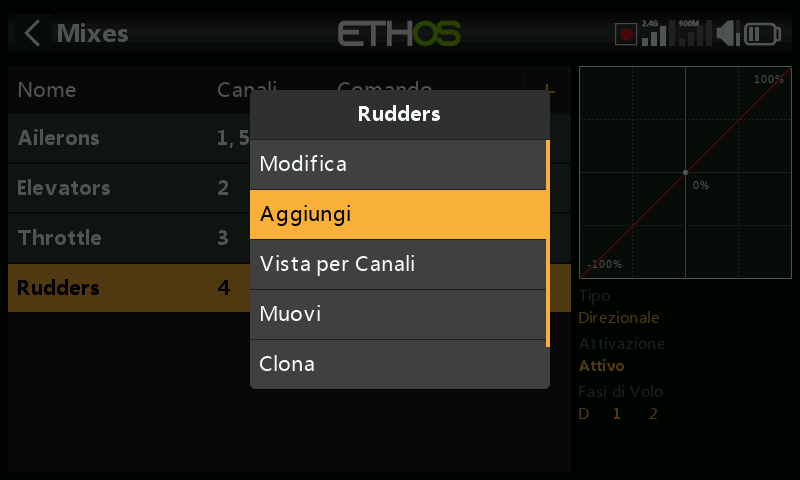 Mixes
ETHOS
2.4G
900M
Nome Canali Comando +
Ailerons 1, 5
Elevators 2
Throttle 3
Rudders 4
Rudders
Modifica
Aggiungi
Vista per Canali
Muovi
Clona
100%
0%
-100%
Tipo
Direzionale
Attivazione
Attivo
Fasi di Volo
D 1 2